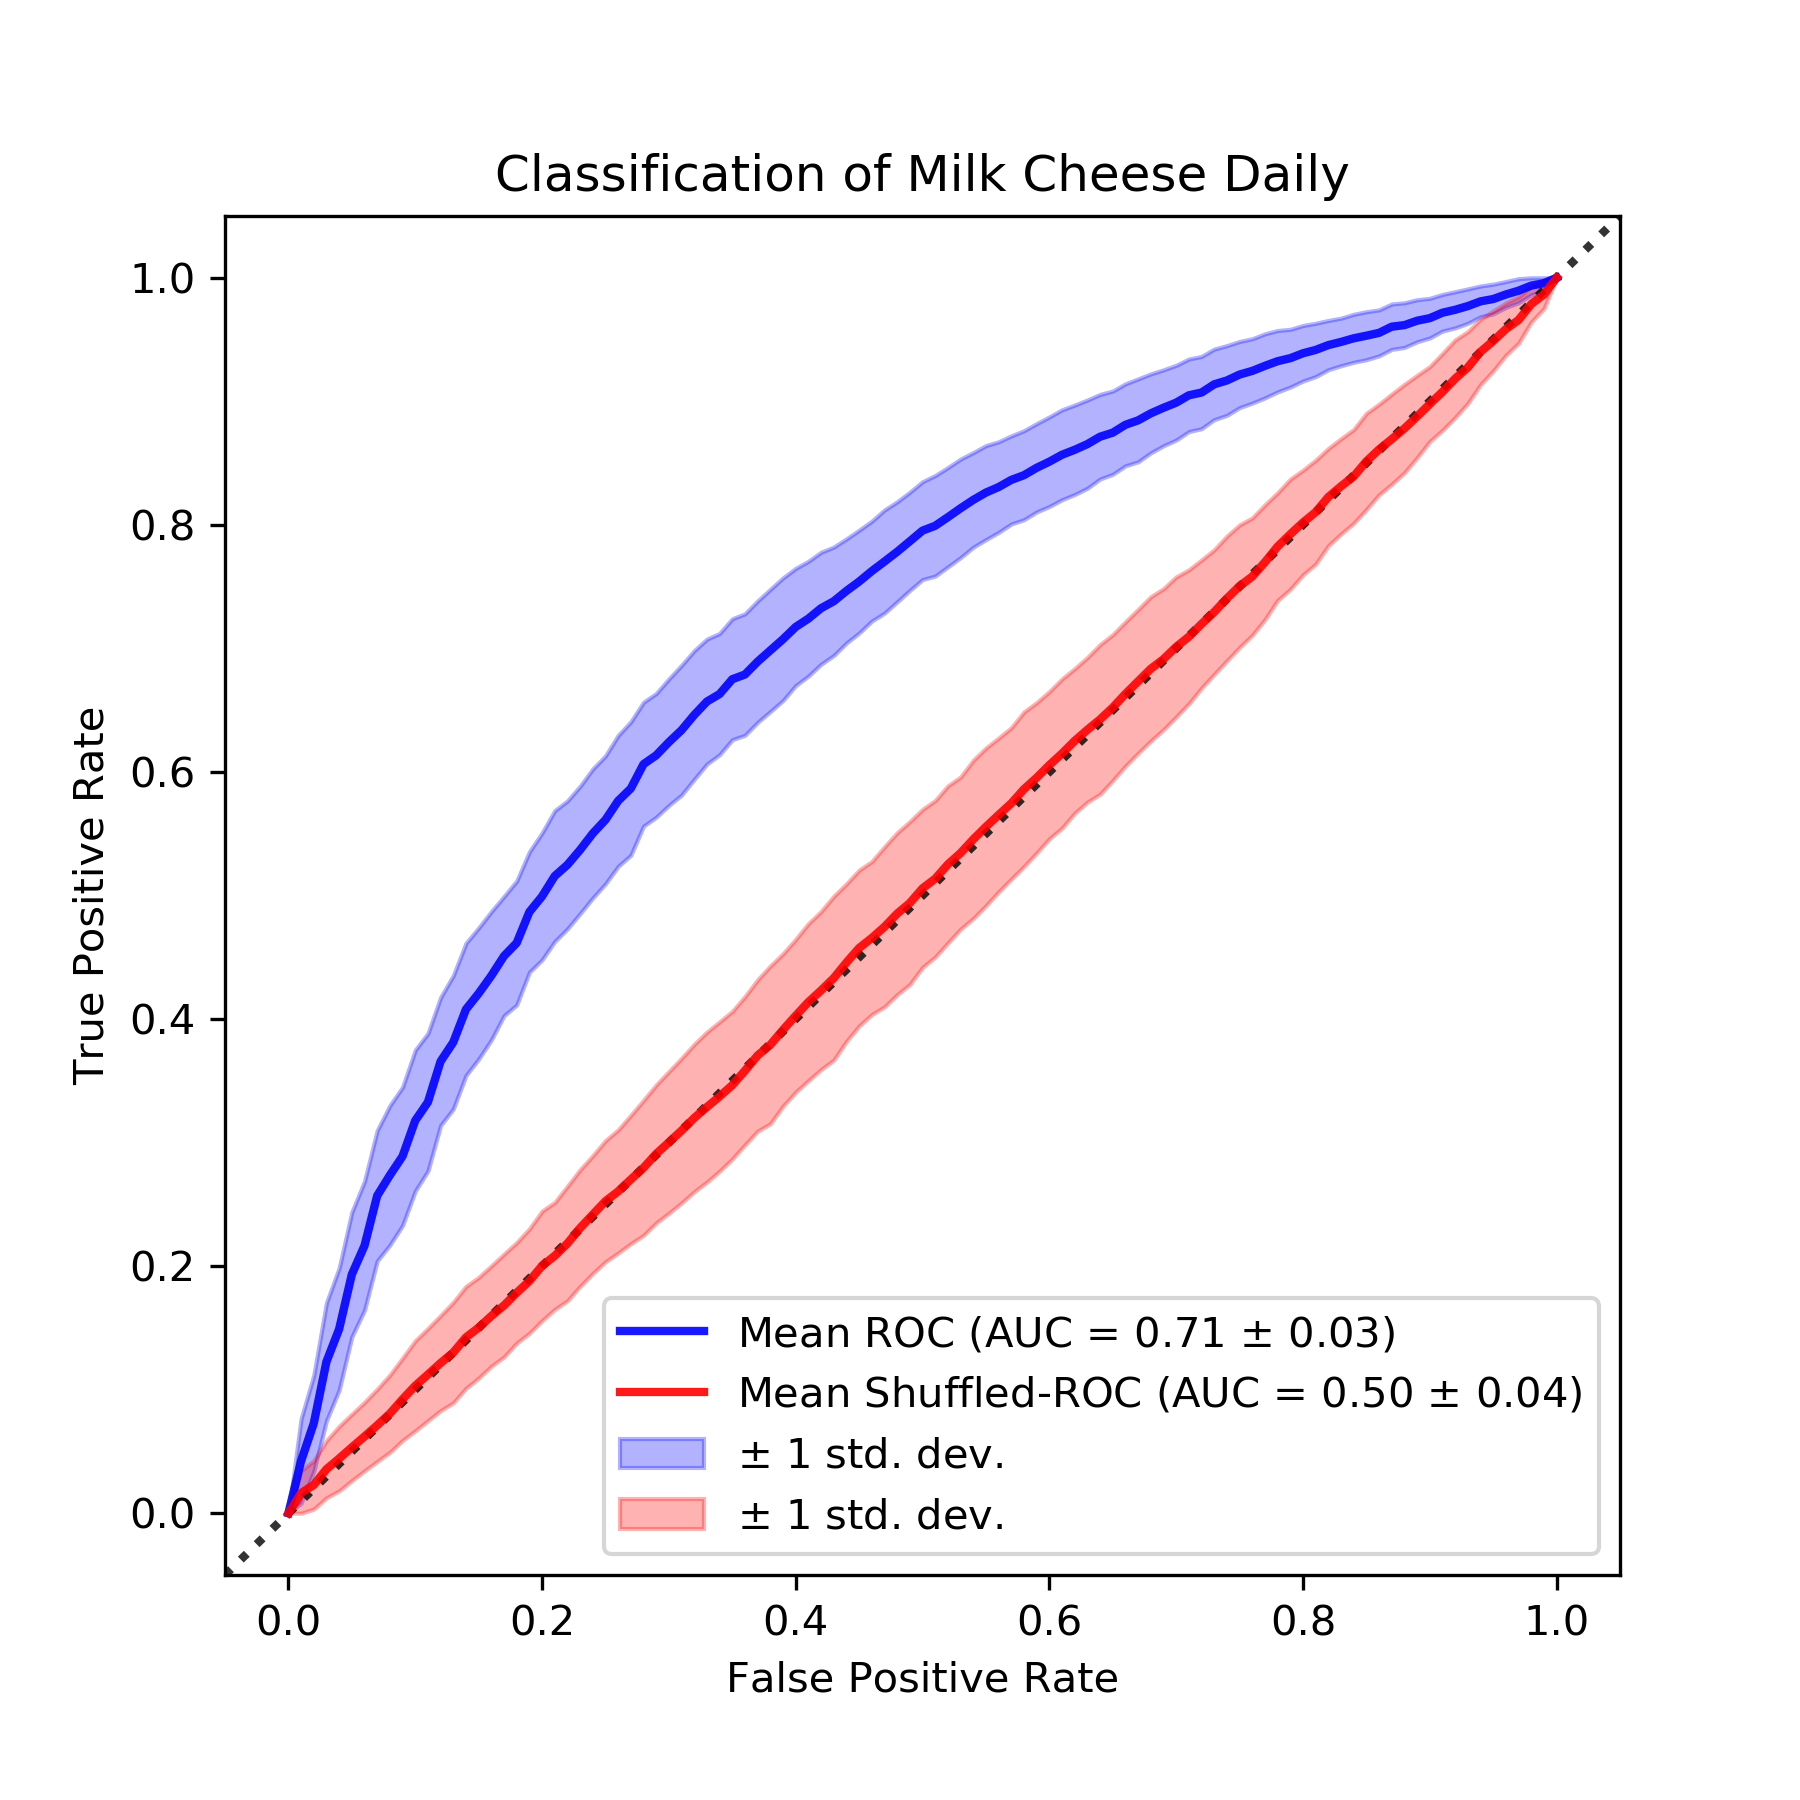 Classification of Milk Cheese Daily
True Positive Rate
1.0
0.8
0.6
0.4
0.2
0.0
Mean ROC (AUC = 0.71 ± 0.03)
Mean Shuffled-ROC (AUC = 0.50 ± 0.04)
± 1 std. dev.
± 1 std. dev.
0.0 0.2 0.4 0.6 0.8 1.0
False Positive Rate